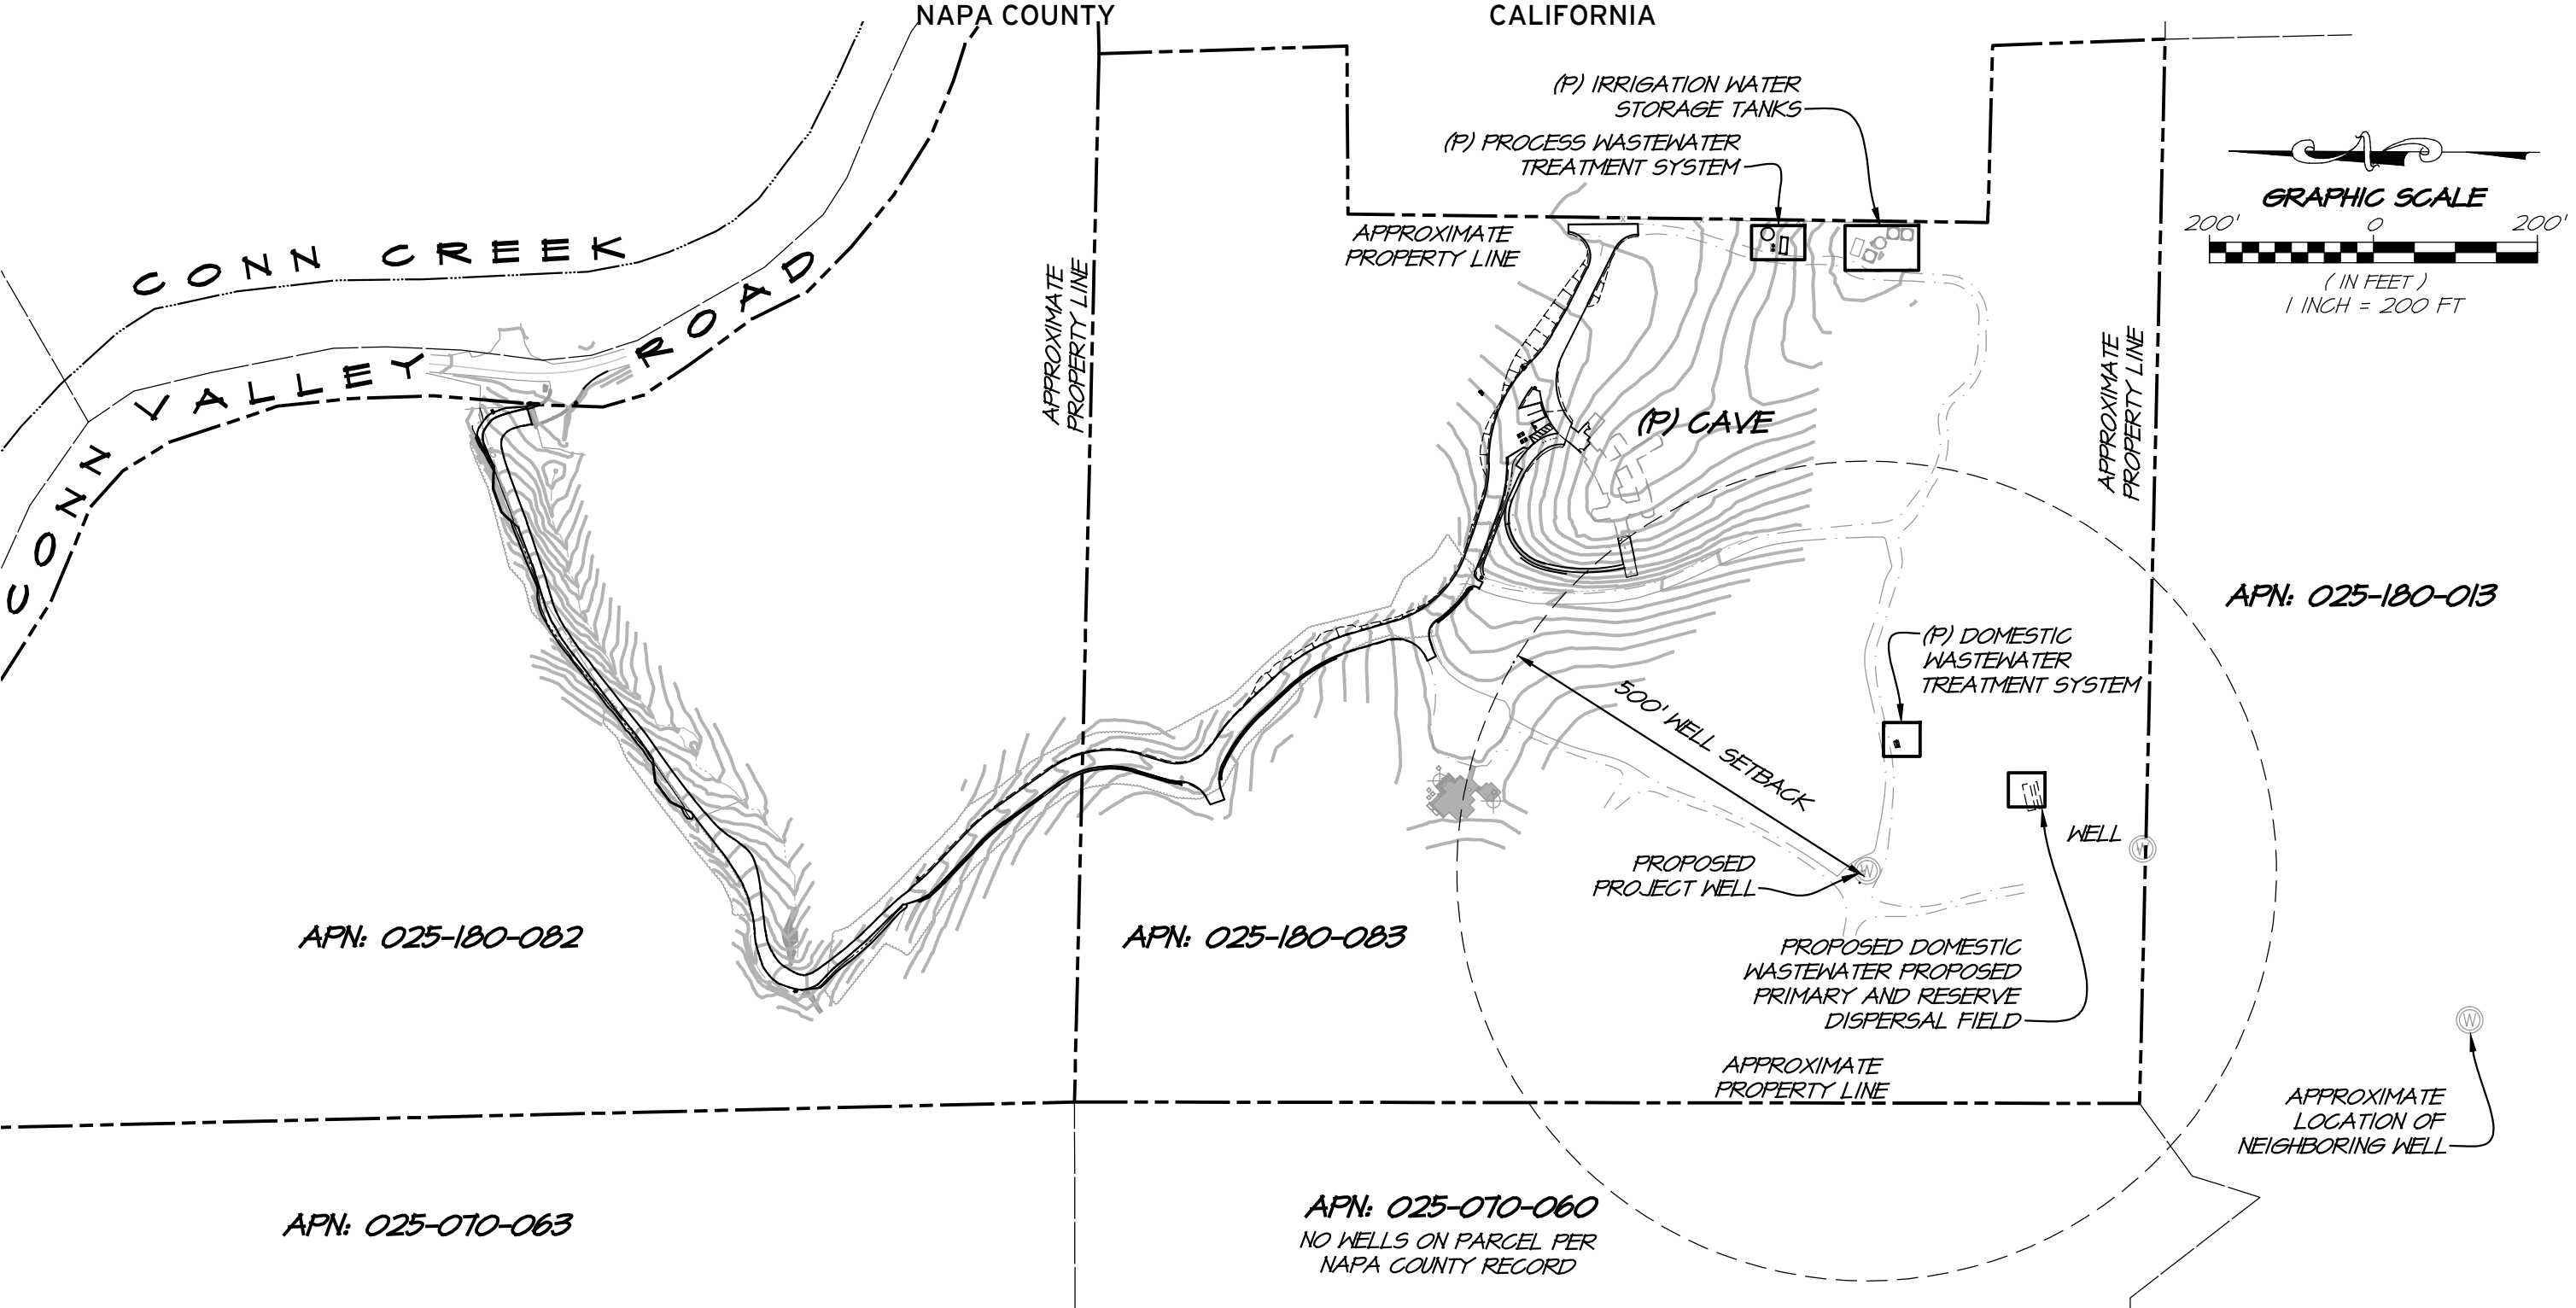 NAPA COUNTY
CALIFORNIA
(P) IRRIGATION WATER
STORAGE TANKS
(P) PROCESS WASTEWATER
TREATMENT SYSTEM
GRAPHIC SCALE
200' 0 200'
( IN FEET )
1 INCH = 200 FT
CONN CREEK
CONN VALLEY ROAD
APPROXIMATE
PROPERTY LINE
APPROXIMATE
PROPERTY LINE
APPROXIMATE
PROPERTY LINE
(P) CAVE
APN: 025-180-013
(P) DOMESTIC
WASTEWATER
TREATMENT SYSTEM
500' WELL SETBACK
WELL
W
W
PROPOSED
PROJECT WELL
APN: 025-180-082
APN: 025-180-083
PROPOSED DOMESTIC
WASTEWATER PROPOSED
PRIMARY AND RESERVE
DISPERSAL FIELD
W
APPROXIMATE
PROPERTY LINE
APPROXIMATE
LOCATION OF
NEIGHBORING WELL
APN: 025-070-063
APN: 025-070-060
NO WELLS ON PARCEL PER
NAPA COUNTY RECORD